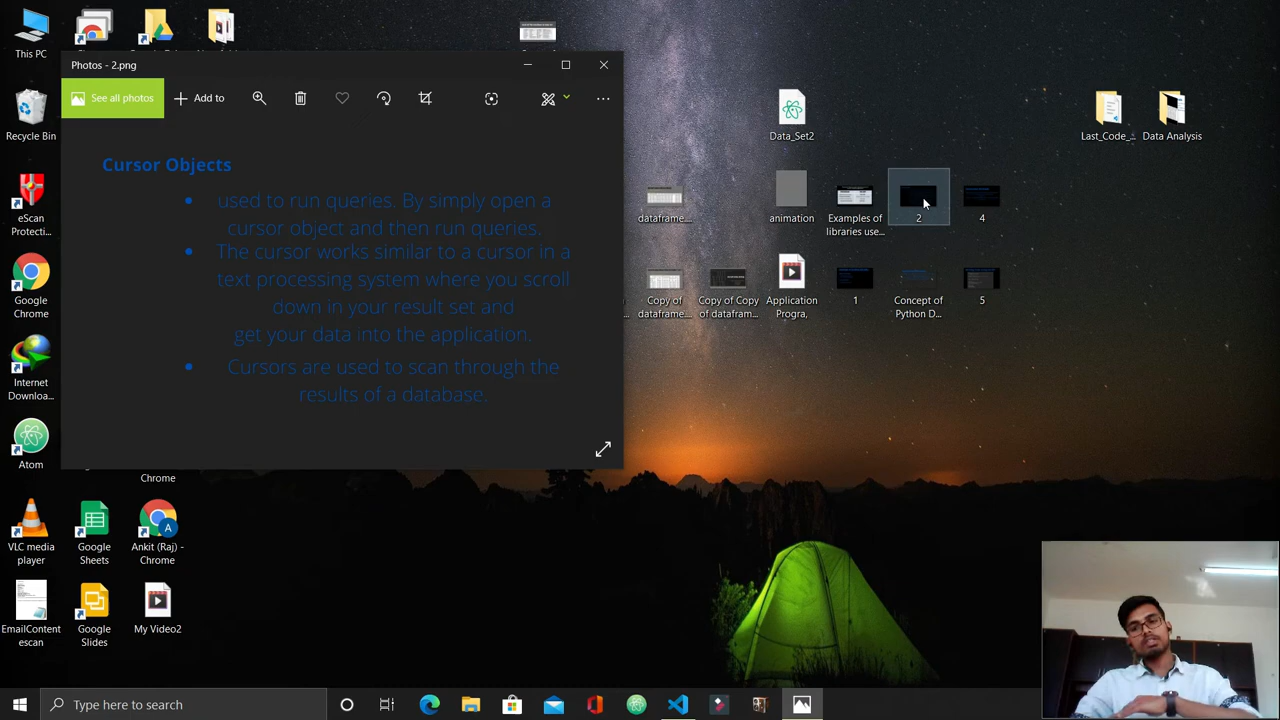 This PC
Photos - 2.png
See all photos
Add to
Recycle Bin
Data_Set2
Last_Code_...
Data Analysis
Cursor Objects
used to run queries. By simply open a
cursor object and then run queries.
The cursor works similar to a cursor in a
text processing system where you scroll
down in your result set and
get your data into the application.
Cursors are used to scan through the
results of a database.
eScan
Protecti...
dataframe....
animation
Examples of
libraries use...
2
4
Google
Chrome
Copy of
datafame...
Copy of Copy
of datafram...
Application
Progra,
1
Concept of
Python D...
5
Internet
Downloa...
Atom
Chrome
VLC media
player
Google
Sheets
Ankit (Raj) -
Chrome
EmailContent
escan
Google
Slides
My Video2
Type here to search